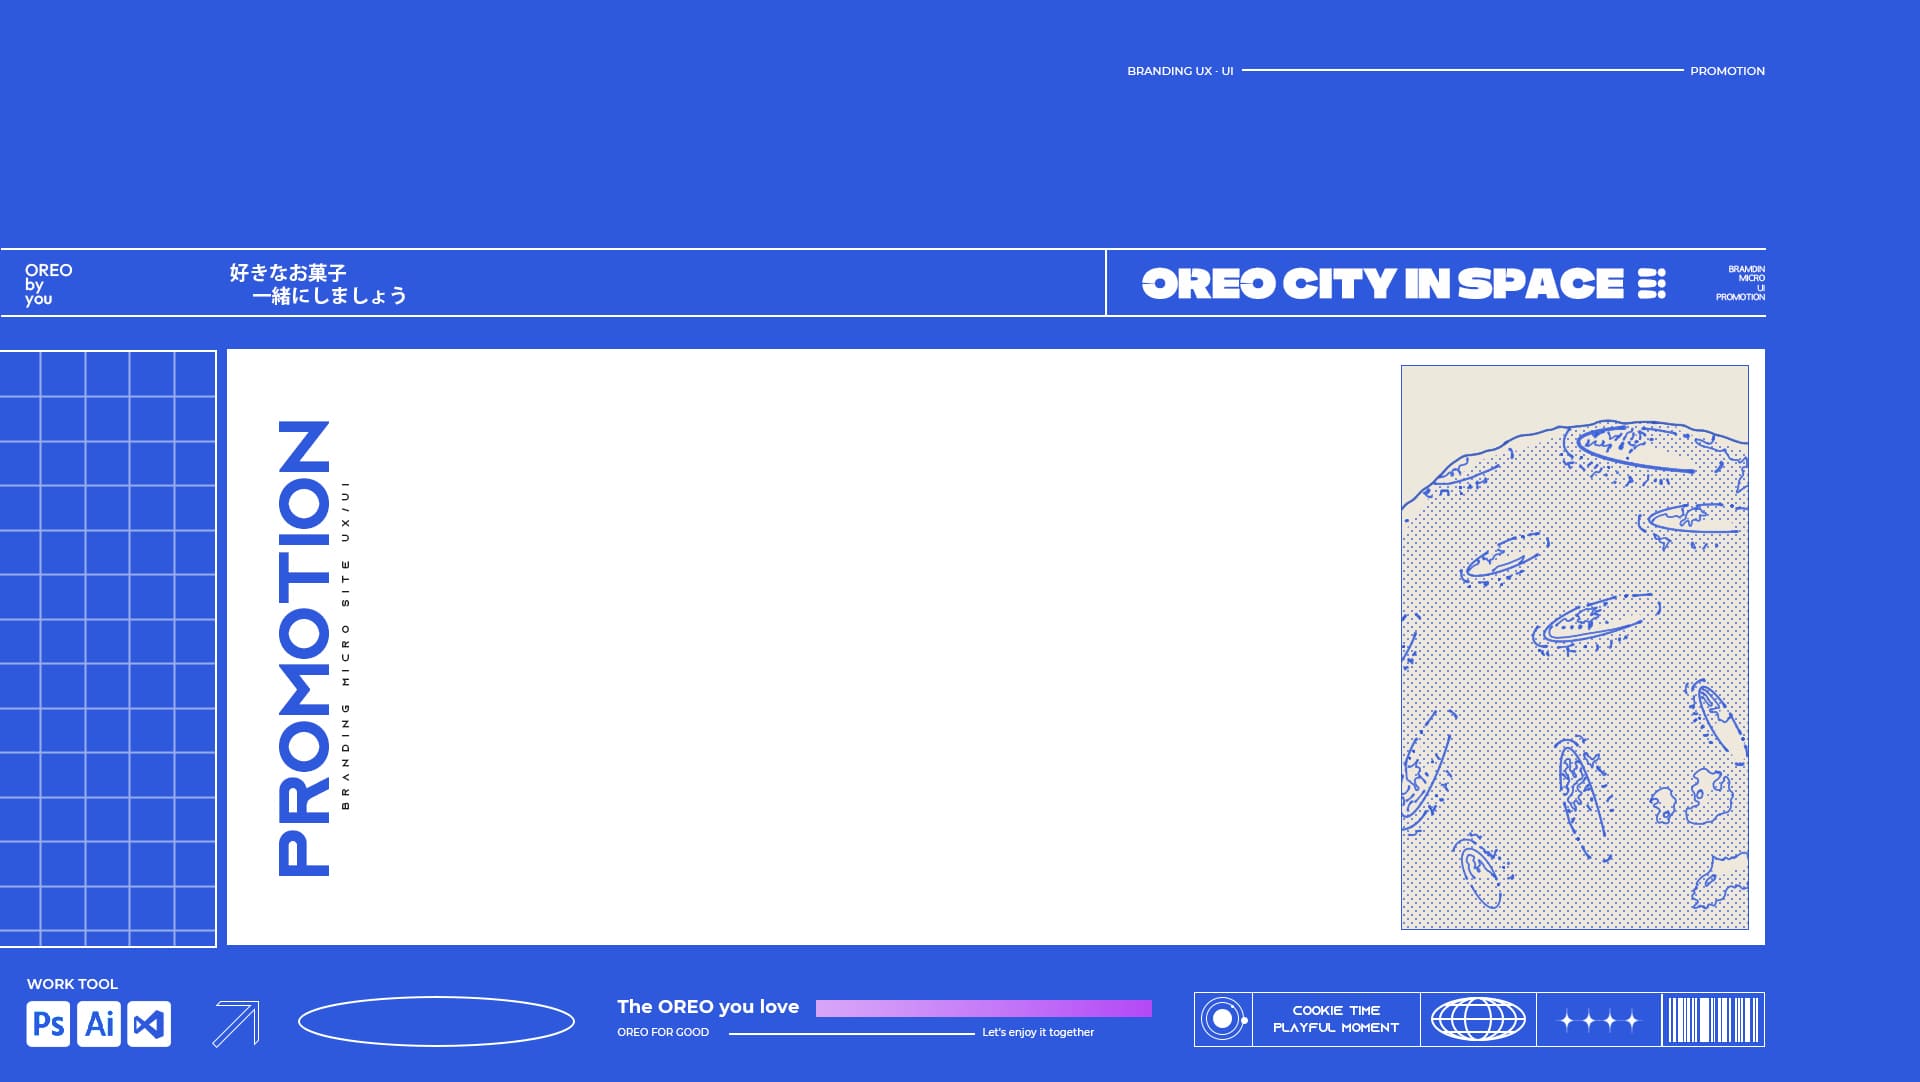 BRANDING UX · UI
PROMOTION
OREO
by
you
好きなお菓子
一緒にしましょう
OREO CITY IN SPACE
BRAMDIN
MICRO
UI
PROMOTION
PROMOTION
BRANDING MICRO SITE UX/UI
WORK TOOL
Ps
Ai
The OREO you love
OREO FOR GOOD
Let's enjoy it together
COOKIE TIME
PLAYFUL MOMENT